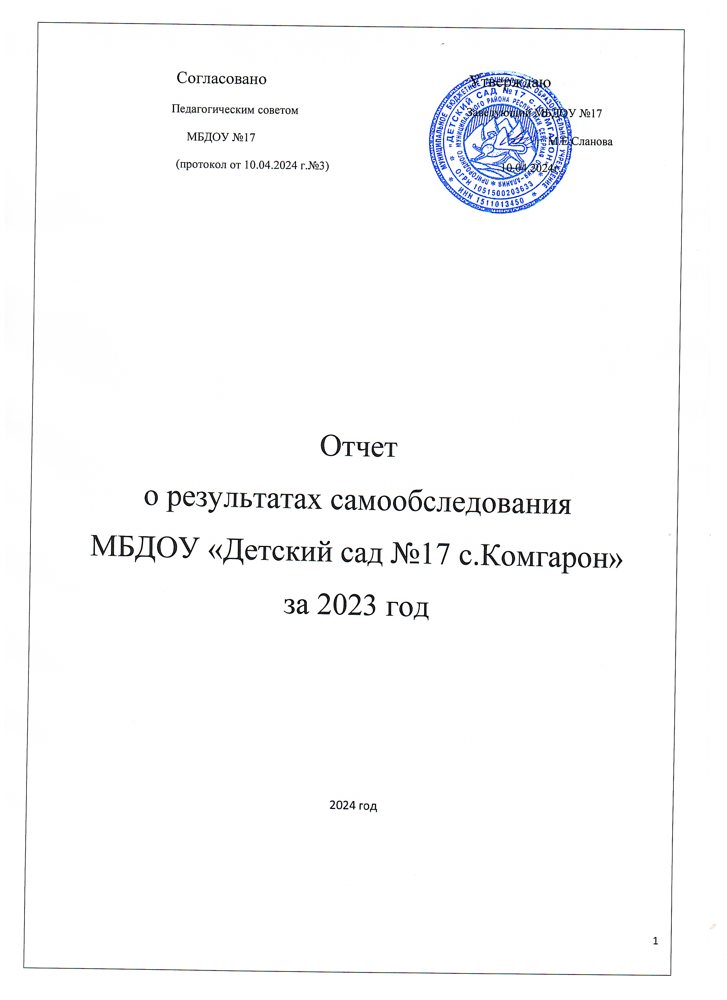 Согласовано
Педагогическим советом
МБДОУ №17
(протокол от 10.04.2024 г.№3)
Утверждаю
Заведующий МБДОУ №17
М.Е.Сланова
10.04.2024г.
МУНИЦИПАЛЬНОЕ БЮДЖЕТНОЕ ДОШКОЛЬНОЕ ОБРАЗОВАТЕЛЬНОЕ УЧРЕЖДЕНИЕ
"ДЕТСКИЙ САД №17 с.КОМГАРОН"
ПРИГОРОДНОГО МУНИЦИПАЛЬНОГО РАЙОНА РЕСПУБЛИКИ СЕВЕРНАЯ ОСЕТИЯ-АЛАНИЯ
ОГРН 1051500203633
ИНН 1511013450
Отчет
о результатах самообследования
МБДОУ «Детский сад №17 с.Комгарон»
за 2023 год
2024 год
1